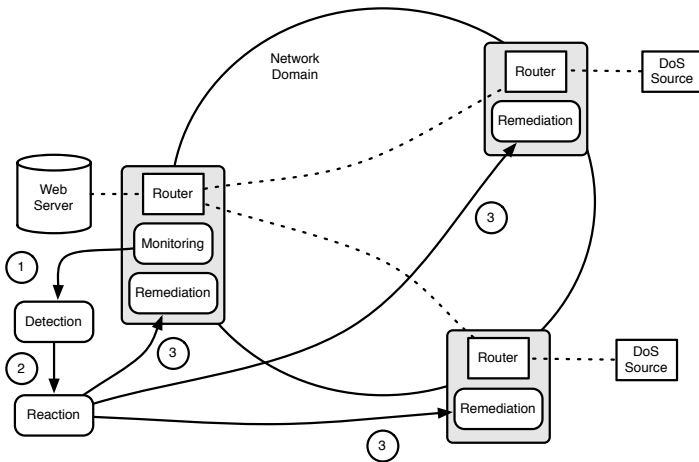 Network
Domain
Router
DoS
Source
Remediation
Web
Server
Router
Monitoring
Remediation
3
1
Detection
2
3
Router
DoS
Source
Reaction
Remediation
3